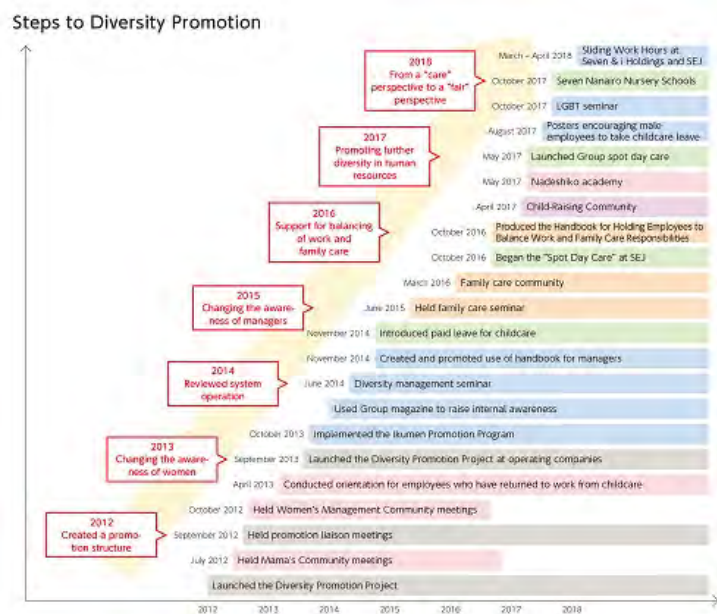 Steps to Diversity Promotion
2018
From a "care"
perspective to a "fair"
perspective
March – April 2018
Sliding Work Hours at
Seven & i Holdings and SEJ
October 2017
Seven Nanairo Nursery Schools
October 2017
LGBT seminar
2017
Promoting further
diversity in human
resources
August 2017
Posters encouraging male
employees to take childcare leave
May 2017
Launched Group spot day care
May 2017
Nadeshiko academy
April 2017
Child-Raising Community
2016
Support for balancing
of work and
family care
October 2016
Produced the Handbook for Holding Employees to
Balance Work and Family Care Responsibilities
October 2016
Began the "Spot Day Care" at SEJ
March 2016
Family care community
2015
Changing the aware-
ness of managers
June 2015
Held family care seminar
November 2014
Introduced paid leave for childcare
November 2014
Created and promoted use of handbook for managers
2014
Reviewed system
operation
June 2014
Diversity management seminar
Used Group magazine to raise internal awareness
October 2013
Implemented the Ikumen Promotion Program
2013
Changing the aware-
ness of women
September 2013
Launched the Diversity Promotion Project at operating companies
April 2013
Conducted orientation for employees who have returned to work from childcare
October 2012
Held Women's Management Community meetings
2012
Created a promo-
tion structure
September 2012
Held promotion liaison meetings
July 2012
Held Mama's Community meetings
Launched the Diversity Promotion Project
2012 2013 2014 2015 2016 2017 2018